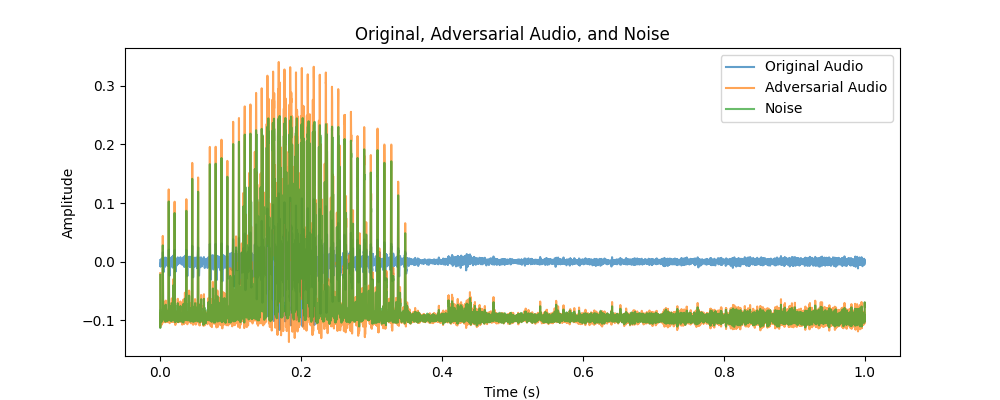 Original, Adversarial Audio, and Noise
Original Audio
Adversarial Audio
Noise
Amplitude
0.3
0.2
0.1
0.0
−0.1
0.0
0.2
0.4
0.6
0.8
1.0
Time (s)